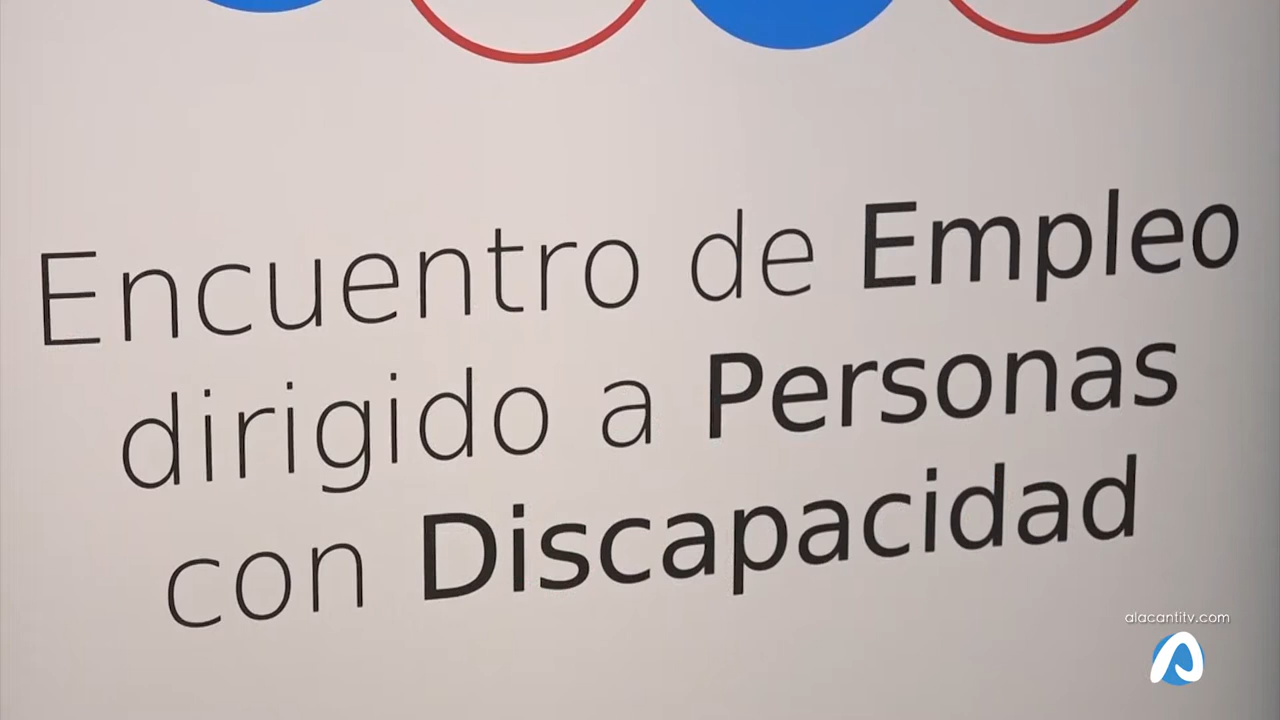 Encuentro de Empleo
dirigido a Personas
con Discapacidad
alacantitv.com